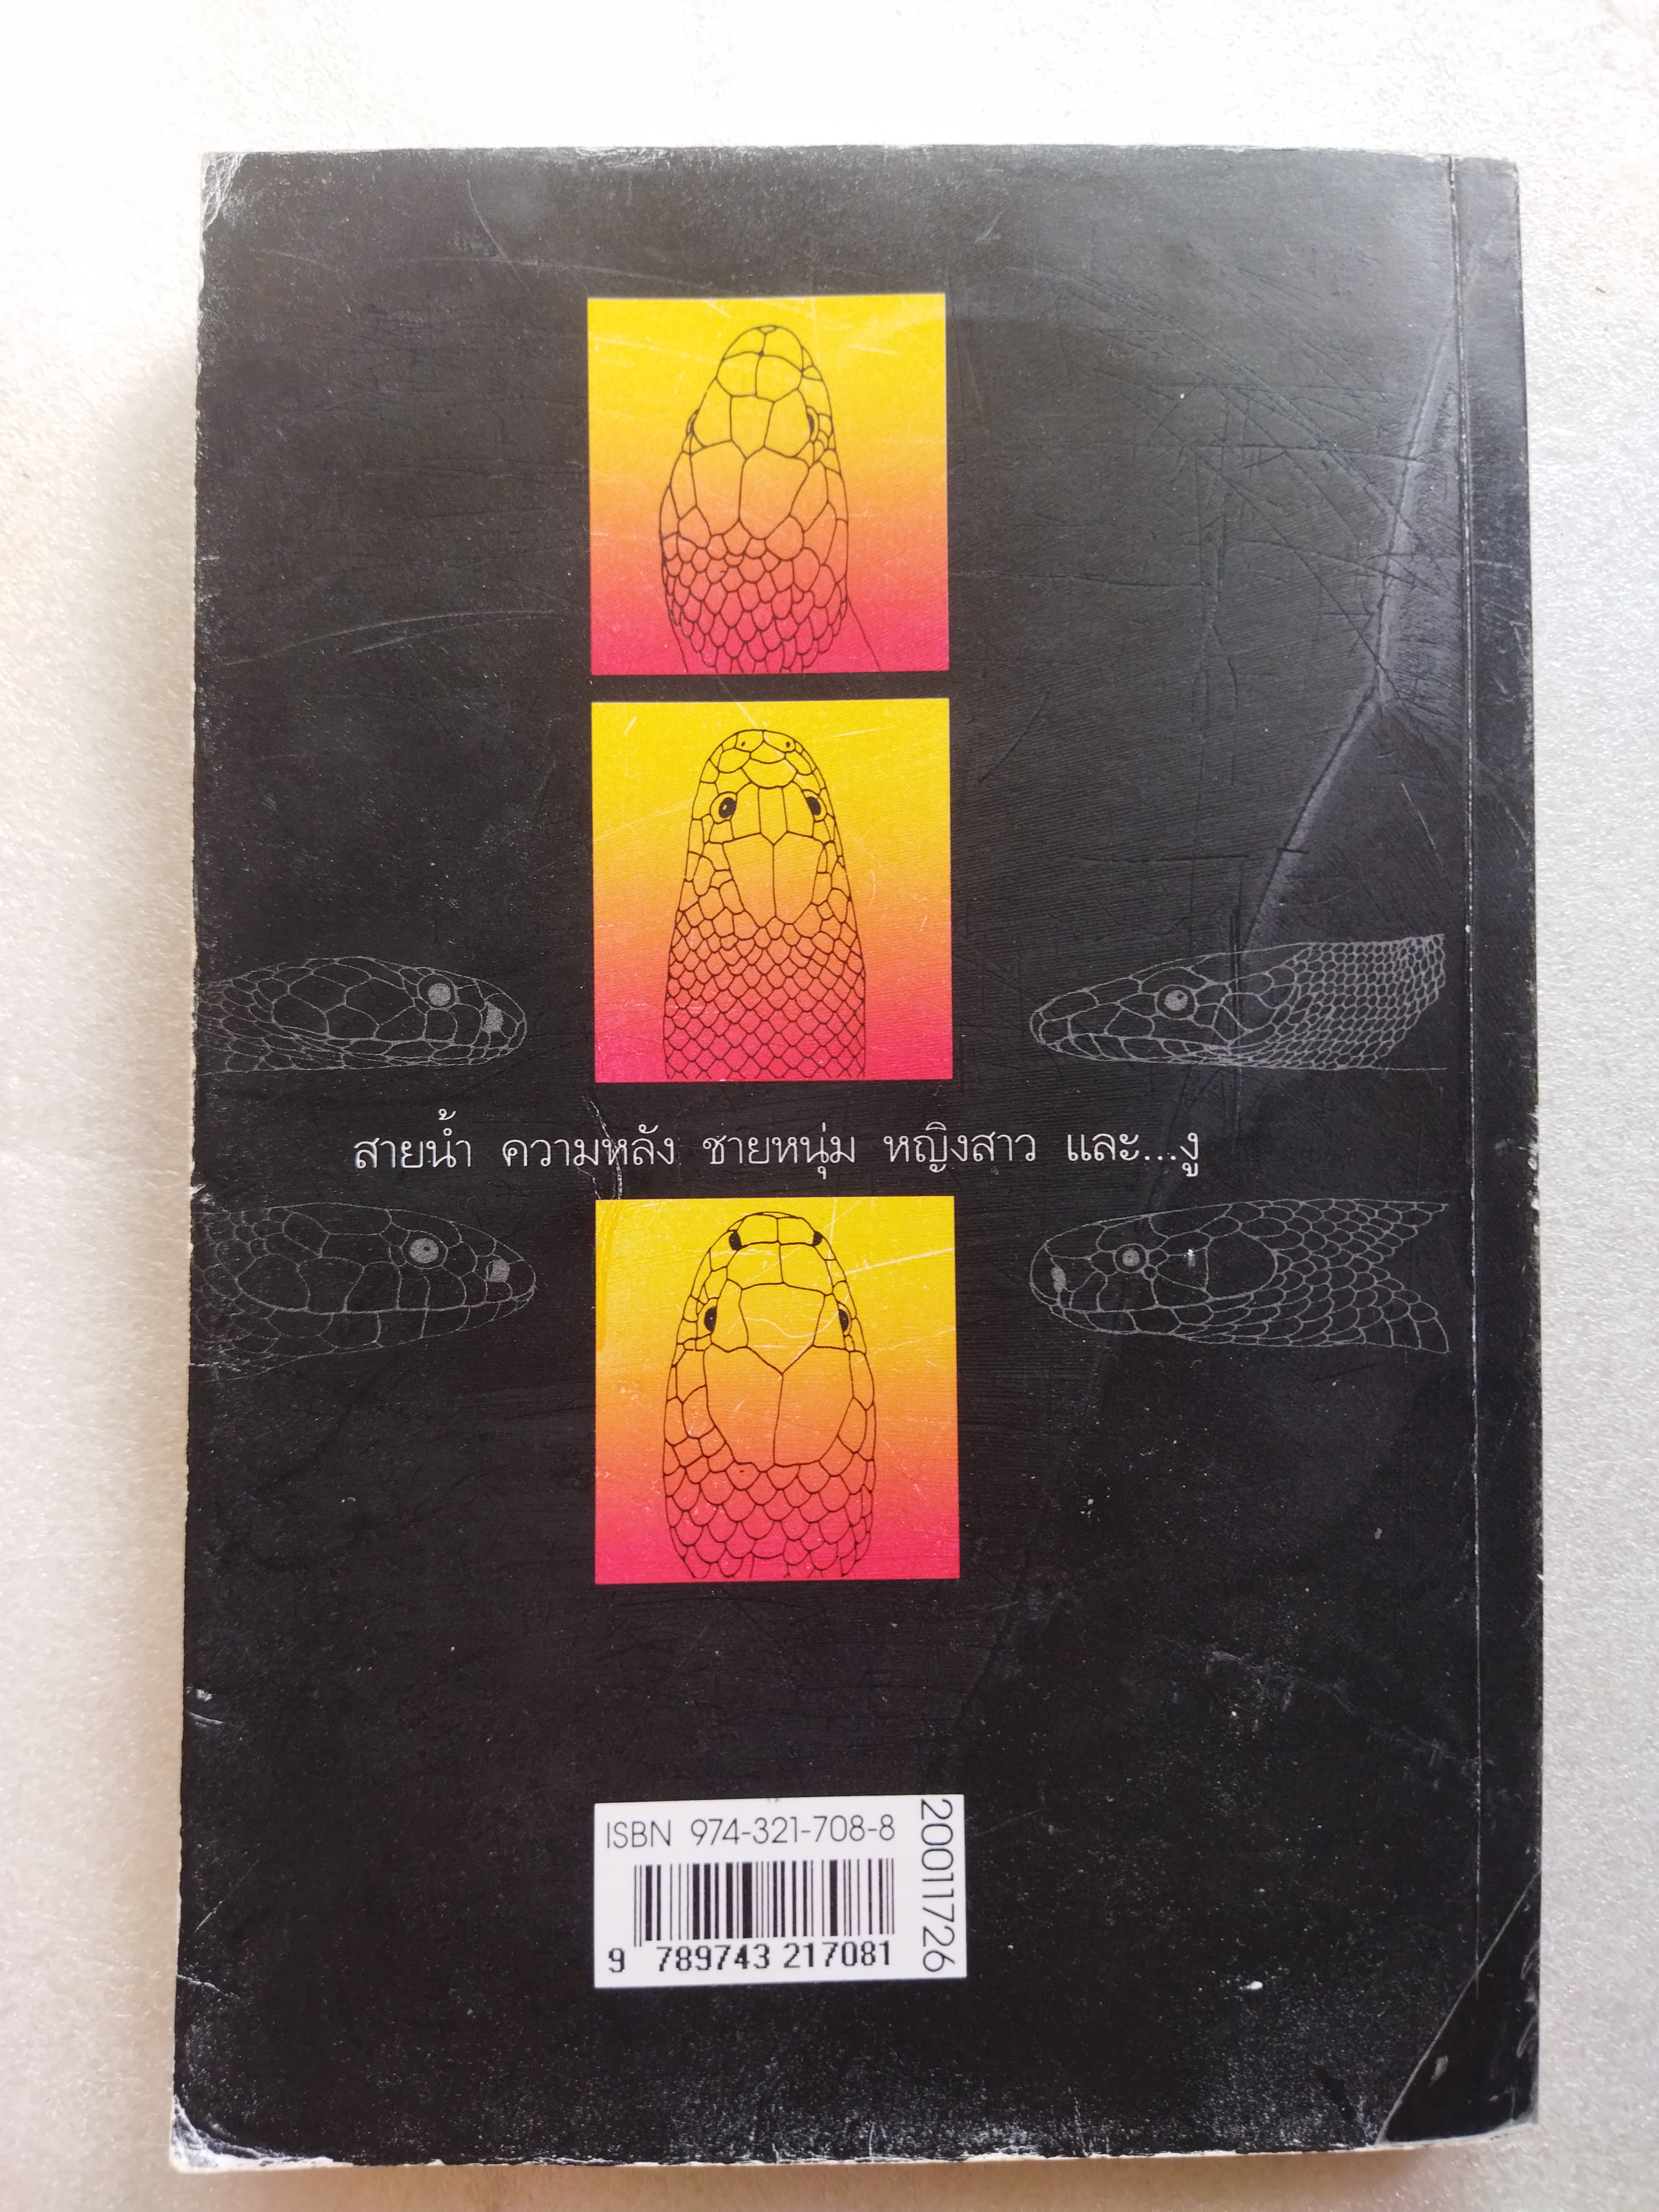 สายน้ำ ความหลัง ชายหนุ่ม หญิงสาว และ...งู
ISBN 974-321-708-8
9 789743 217081
20011726